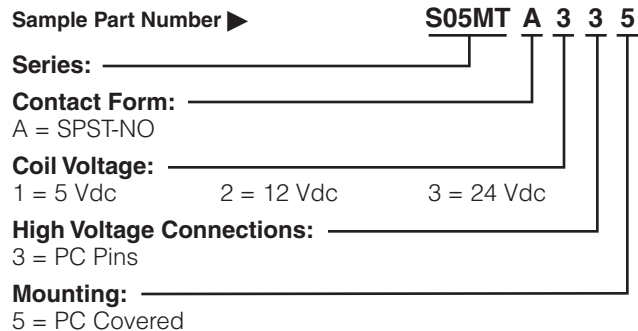 Sample Part Number ▶ S05MT A 3 3 5
Series:
Contact Form:
A = SPST-NO
Coil Voltage:
1 = 5 Vdc 2 = 12 Vdc 3 = 24 Vdc
High Voltage Connections:
3 = PC Pins
Mounting:
5 = PC Covered